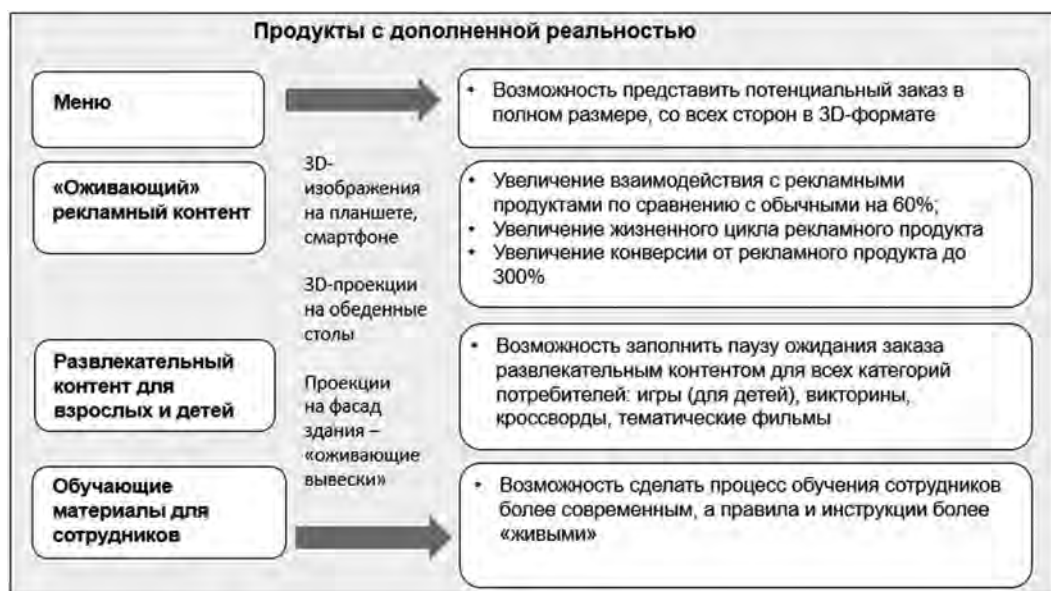 Продукты с дополненной реальностью
Меню
• Возможность представить потенциальный заказ в
полном размере, со всех сторон в 3D-формате
«Оживающий»
рекламный контент
3D-
изображения
на планшете,
смартфоне
3D-проекции
на обеденные
столы
Проекции
на фасад
здания –
«оживающие
вывески»
• Увеличение взаимодействия с рекламными
продуктами по сравнению с обычными на 60%;
• Увеличение жизненного цикла рекламного продукта
• Увеличение конверсии от рекламного продукта до
300%
Развлекательный
контент для
взрослых и детей
• Возможность заполнить паузу ожидания заказа
развлекательным контентом для всех категорий
потребителей: игры (для детей), викторины,
кроссворды, тематические фильмы
Обучающие
материалы для
сотрудников
• Возможность сделать процесс обучения сотрудников
более современным, а правила и инструкции более
«живыми»